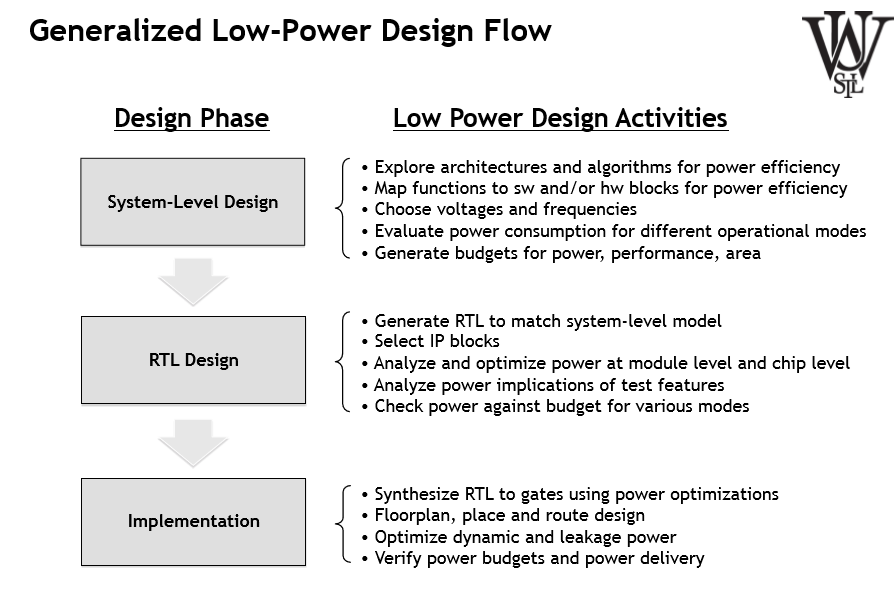 Generalized Low-Power Design Flow
WU
STL
Design Phase
Low Power Design Activities
System-Level Design
• Explore architectures and algorithms for power efficiency
• Map functions to sw and/or hw blocks for power efficiency
• Choose voltages and frequencies
• Evaluate power consumption for different operational modes
• Generate budgets for power, performance, area
RTL Design
• Generate RTL to match system-level model
• Select IP blocks
• Analyze and optimize power at module level and chip level
• Analyze power implications of test features
• Check power against budget for various modes
Implementation
• Synthesize RTL to gates using power optimizations
• Floorplan, place and route design
• Optimize dynamic and leakage power
• Verify power budgets and power delivery